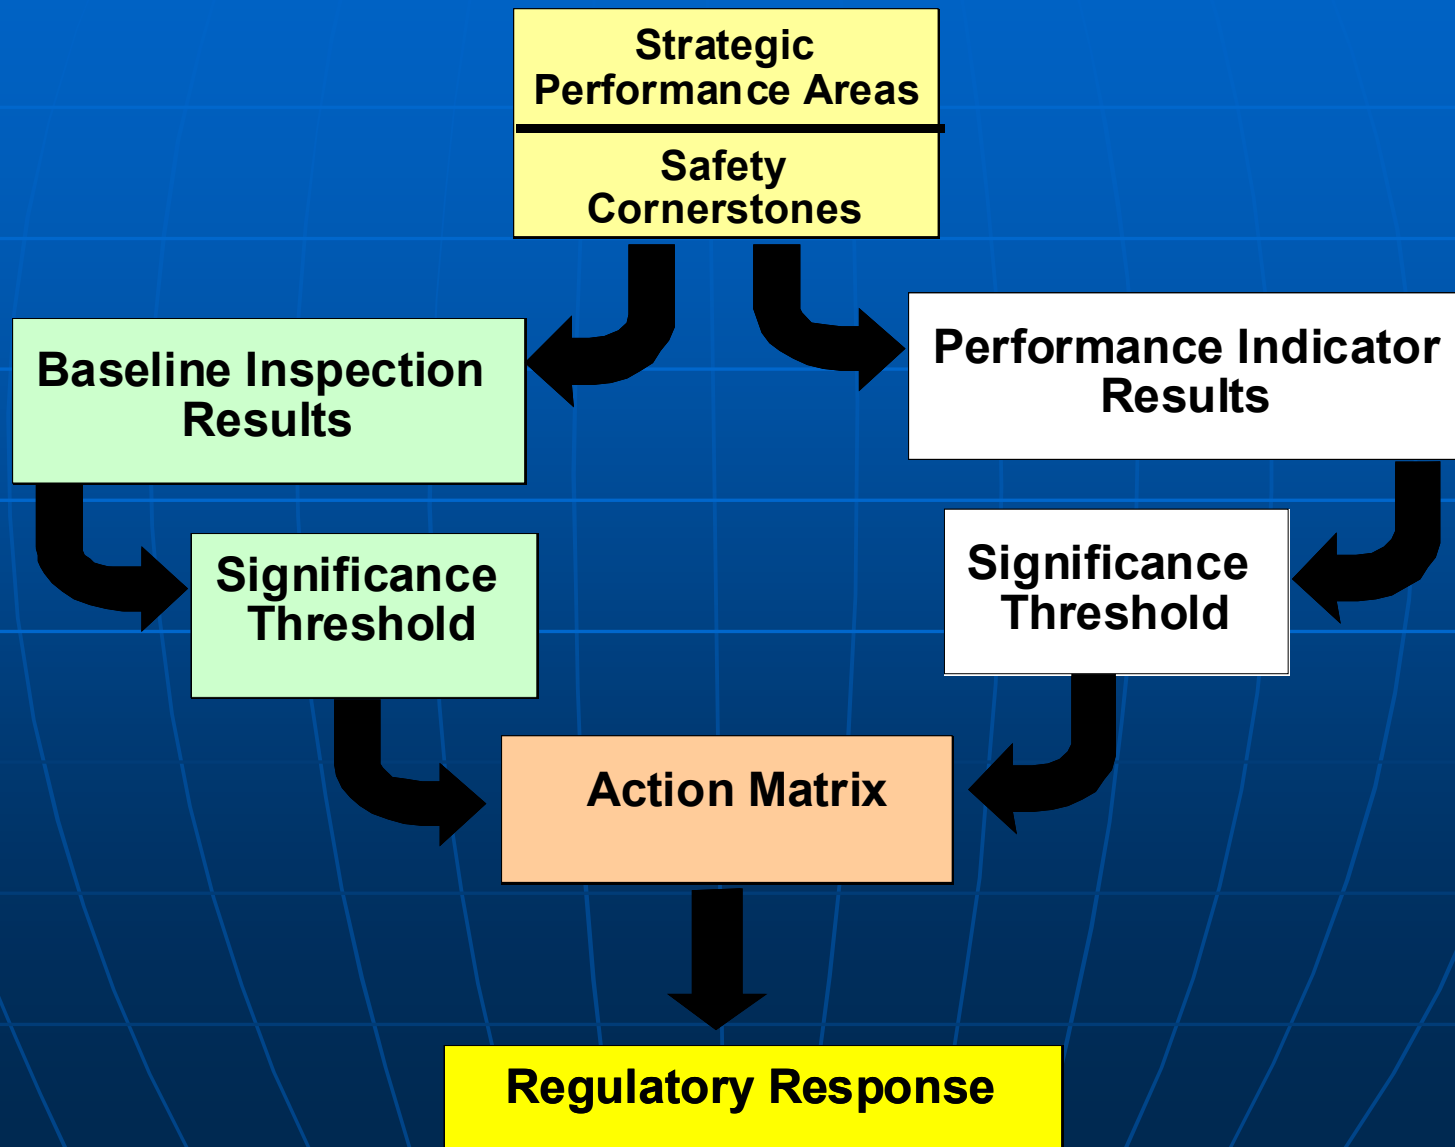 Strategic
Performance Areas
Safety
Cornerstones
Baseline Inspection
Results
Performance Indicator
Results
Significance
Threshold
Significance
Threshold
Action Matrix
Regulatory Response